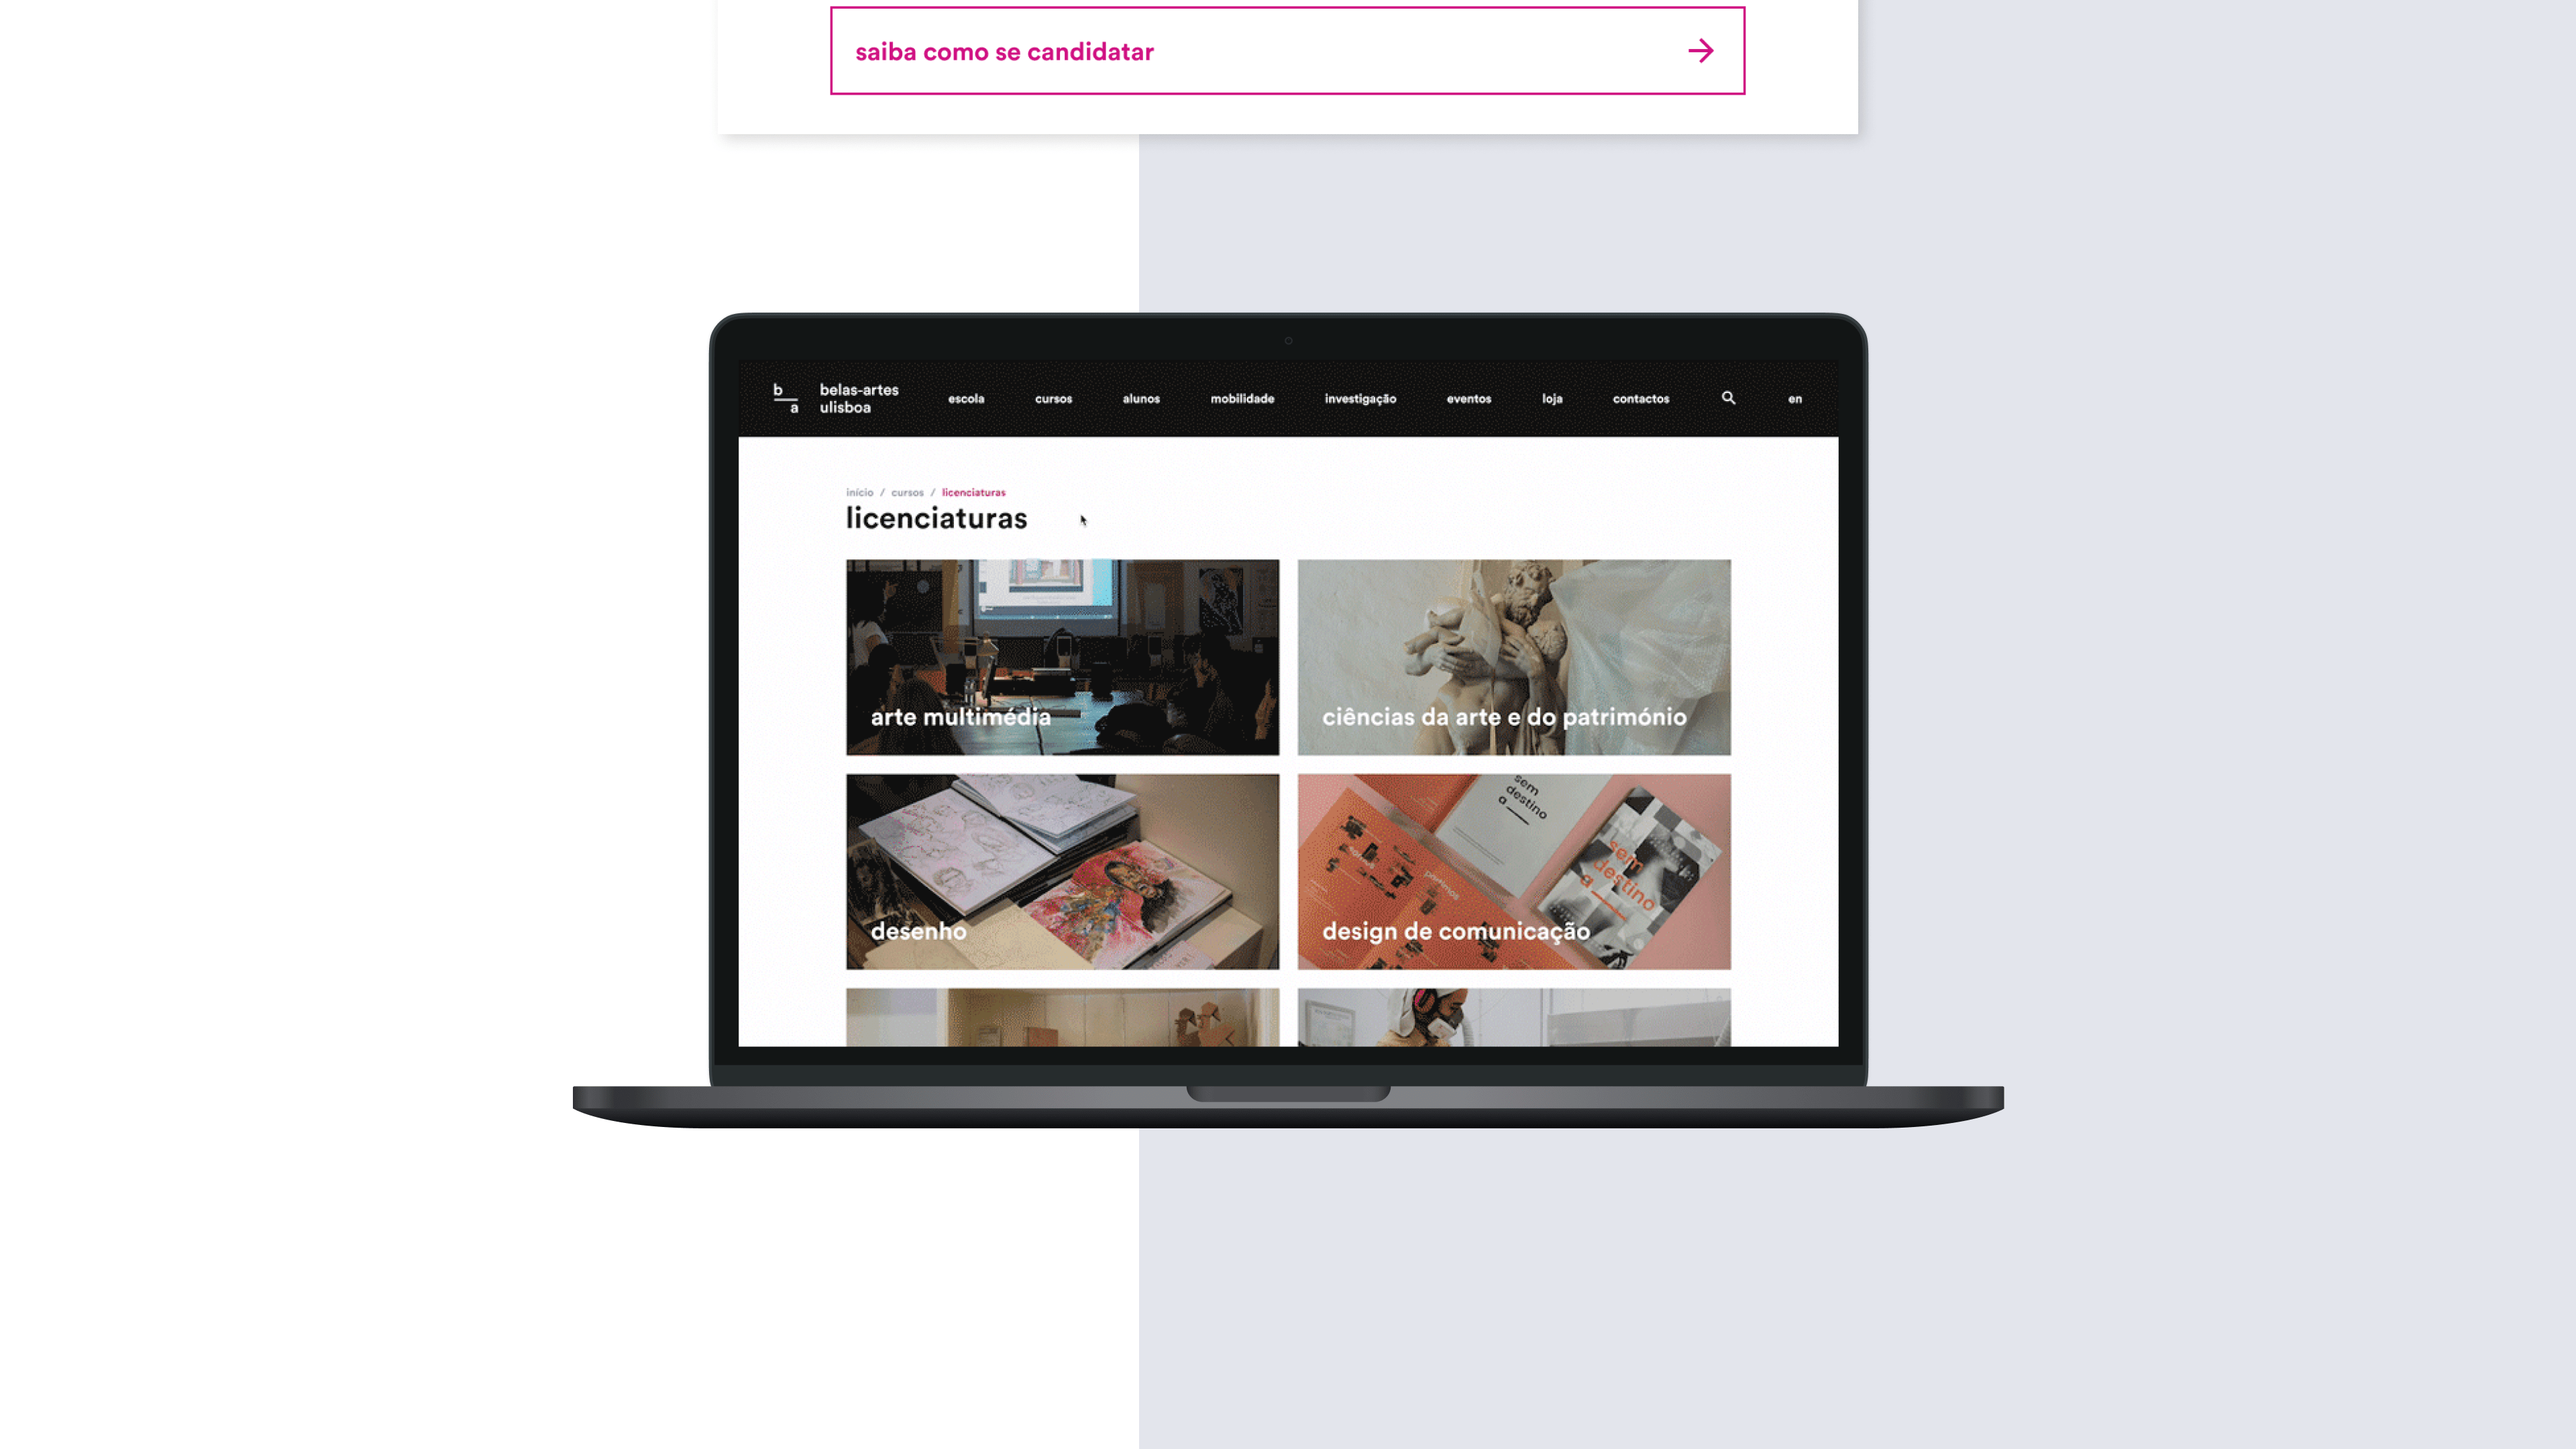 saiba como se candidatar
b
a
belas-artes
ulisboa
escola
cursos
alunos
mobilidade
investigação
eventos
loja
contactos
en
início / cursos / licenciaturas
licenciaturas
arte multimédia
ciências da arte e do património
desenho
sem
destino
a
sem
destino
a
design de comunicação